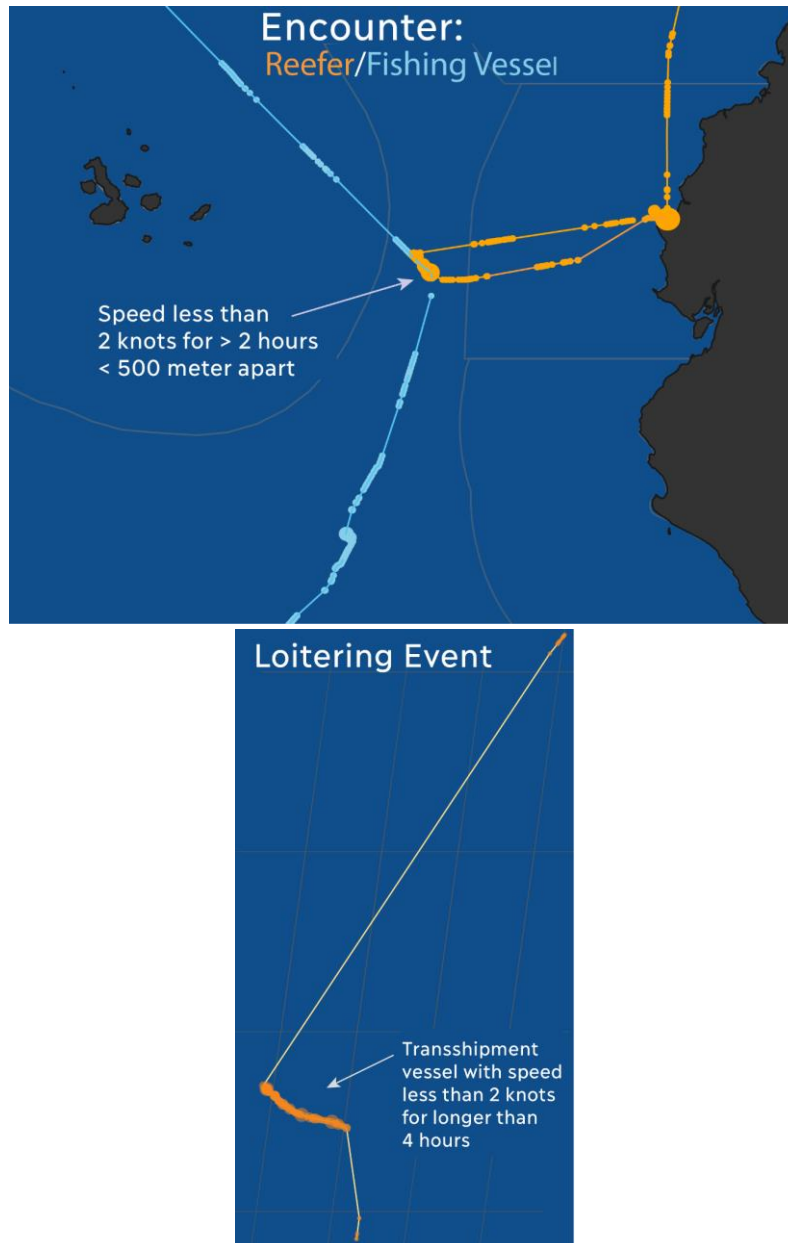 Encounter:
Reefer/Fishing Vessel
Speed less than
2 knots for > 2 hours
< 500 meter apart
Loitering Event
Transshipment
vessel with speed
less than 2 knots
for longer than
4 hours